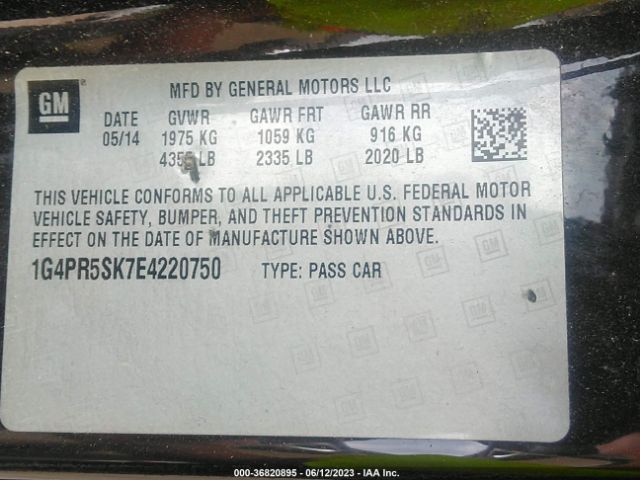 GM
MFD BY GENERAL MOTORS LLC
DATE GVWR GAWR FRT GAWR RR
05/14 1975 KG 1059 KG 916 KG
4355 LB 2335 LB 2020 LB
THIS VEHICLE CONFORMS TO ALL APPLICABLE U.S. FEDERAL MOTOR
VEHICLE SAFETY, BUMPER, AND THEFT PREVENTION STANDARDS IN
EFFECT ON THE DATE OF MANUFACTURE SHOWN ABOVE.
1G4PR5SK7E4220750 TYPE: PASS CAR
000-36820895 - 06/12/2023 - IAA Inc.